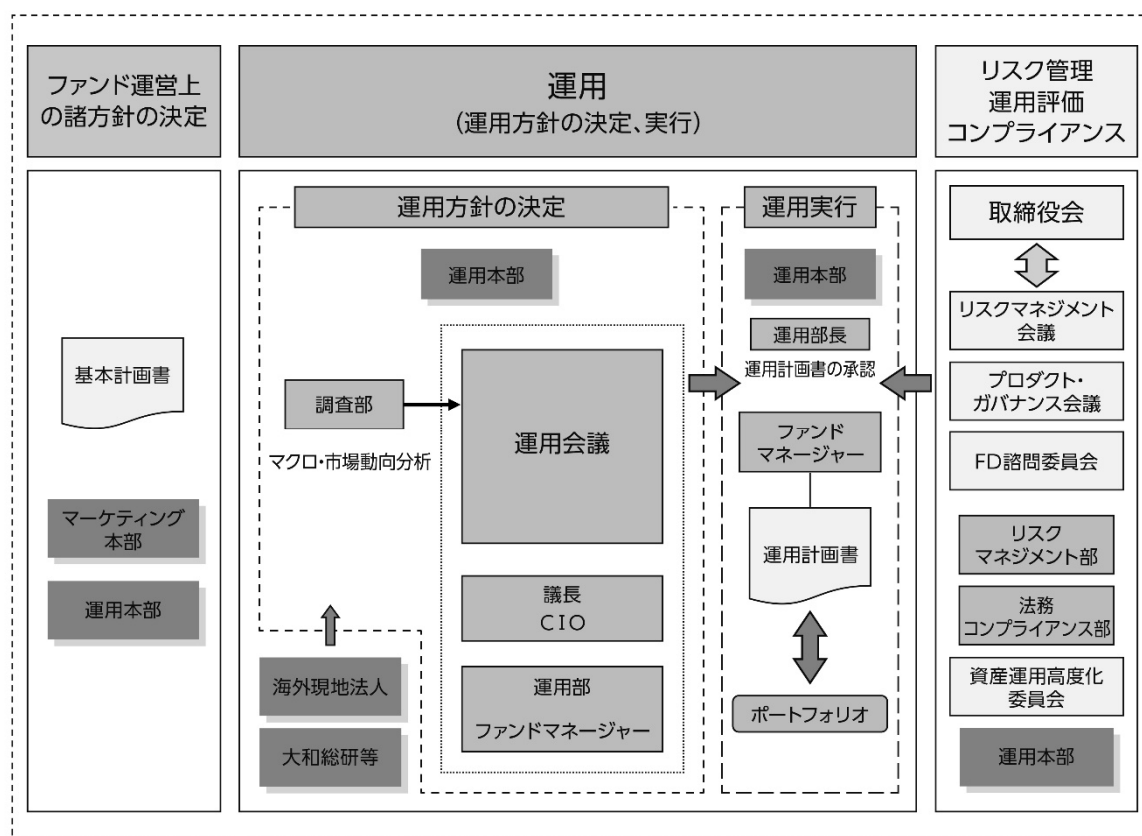 ファンド運営上
の諸方針の決定
運用
(運用方針の決定、実行)
リスク管理
運用評価
コンプライアンス
基本計画書
マーケティング
本部
運用本部
運用方針の決定
運用本部
調査部
マクロ・市場動向分析
運用会議
議長
CIO
運用部
ファンドマネージャー
海外現地法人
大和総研等
運用実行
運用本部
運用部長
運用計画書の承認
ファンド
マネージャー
運用計画書
ポートフォリオ
取締役会
リスクマネジメント
会議
プロダクト・
ガバナンス会議
FD諮問委員会
リスク
マネジメント部
法務
コンプライアンス部
資産運用高度化
委員会
運用本部